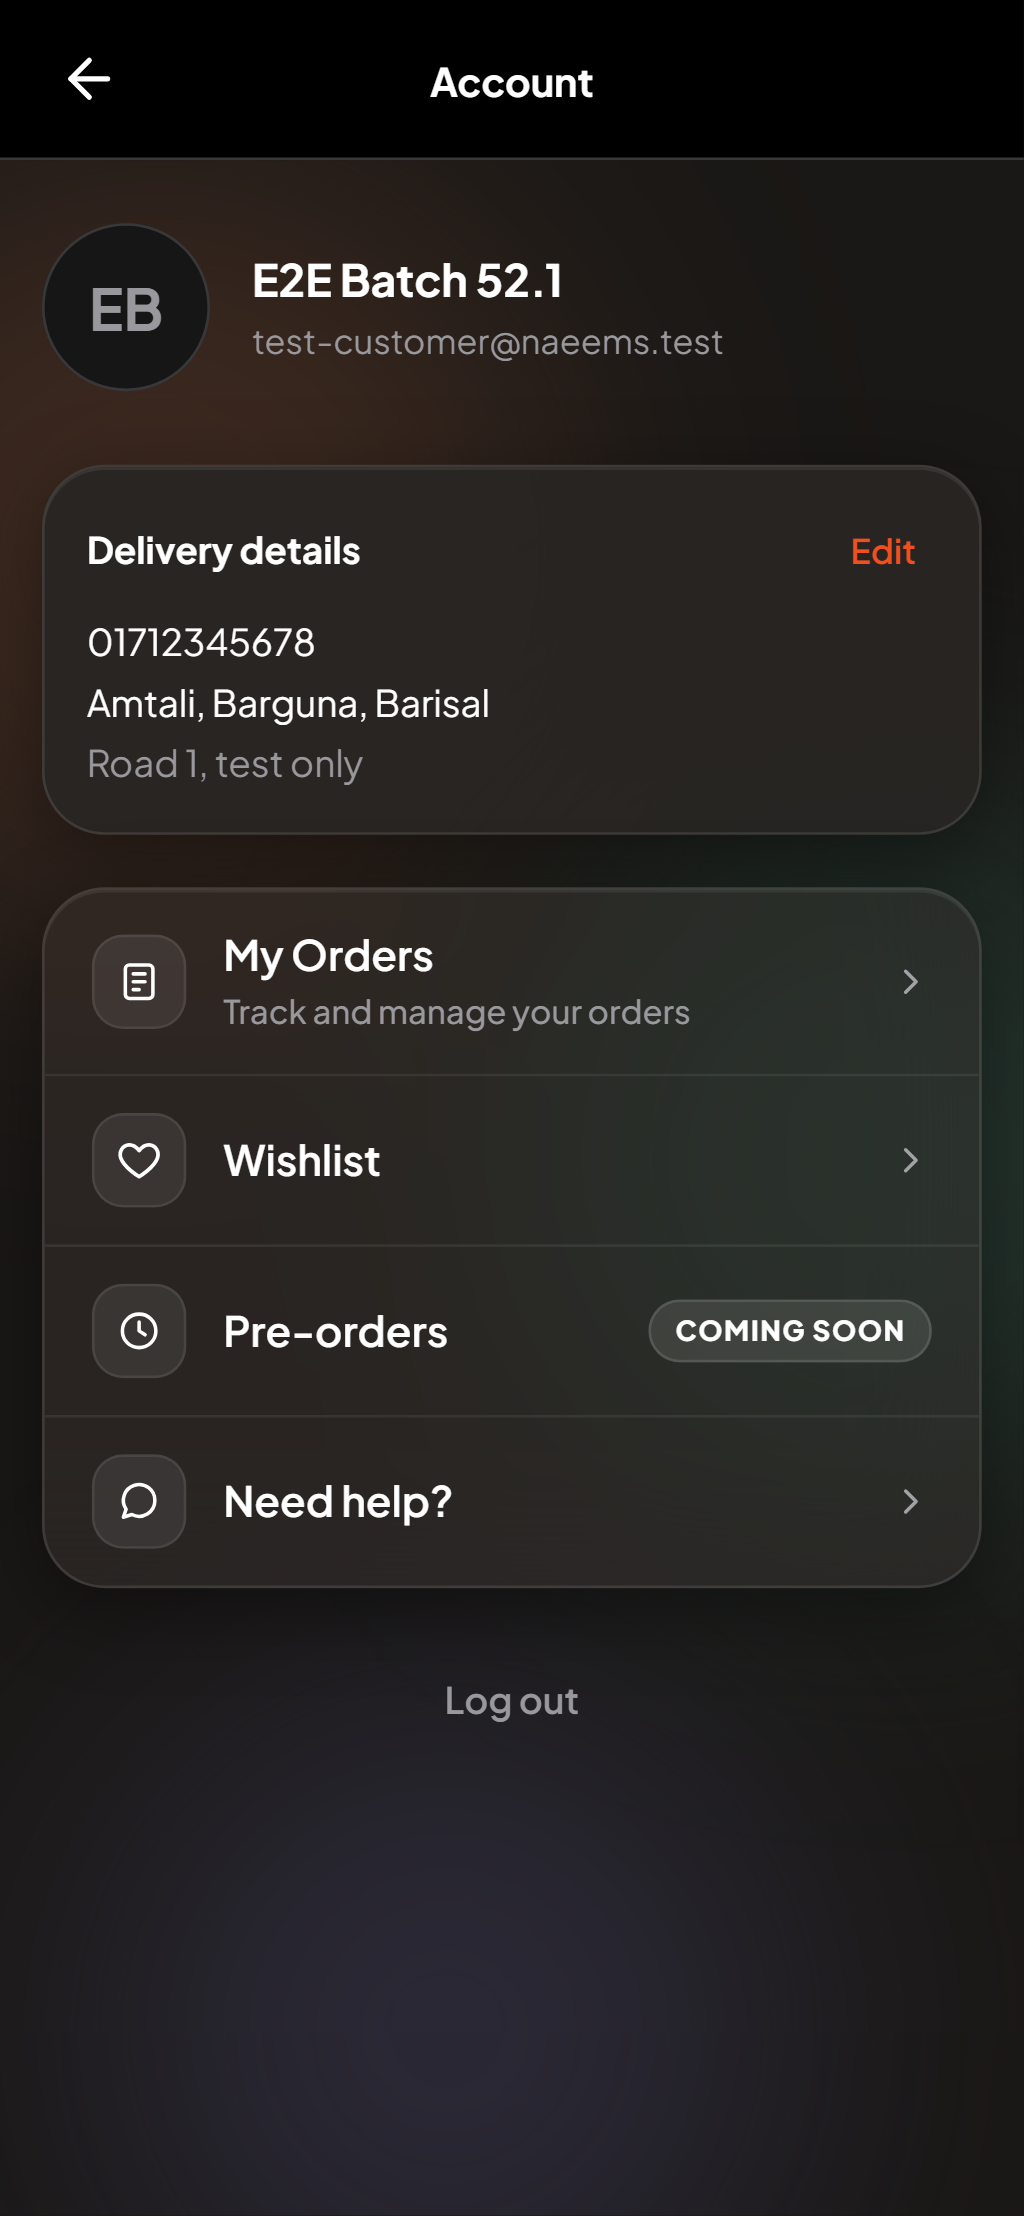 Account
EB
E2E Batch 52.1
test-customer@naeems.test
Delivery details
Edit
01712345678
Amtali, Barguna, Barisal
Road 1, test only
My Orders
Track and manage your orders
Wishlist
Pre-orders
COMING SOON
Need help?
Log out